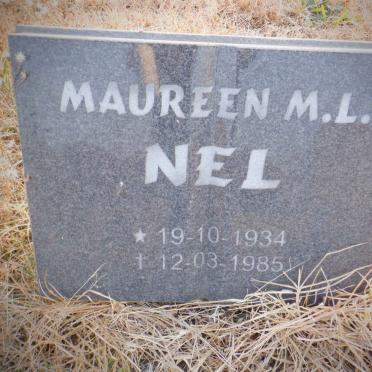 MAUREEN M.L.
NEL
★ 19-10-1934
† 12-03-1985